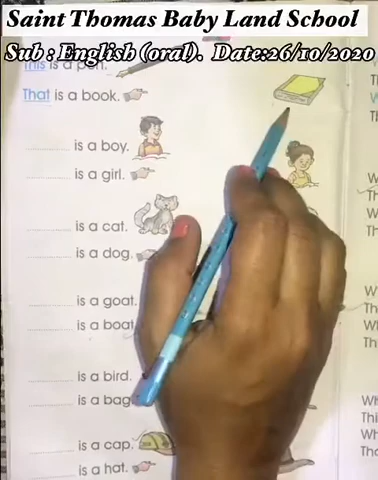 Saint Thomas Baby Land School
Sub : English (oral). Date:26/10/2020
This is a pen.
That is a book.
is a boy.
is a girl.
is a cat.
is a dog.
is a goat.
is a boat
is a bird.
is a bag
is a cap.
is a hat.